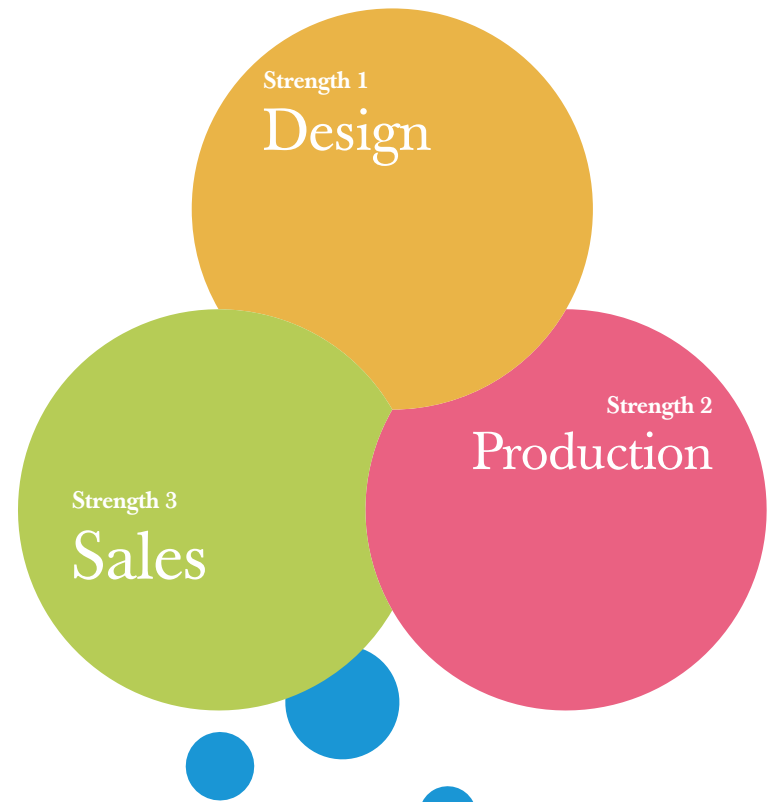 Strength 1
Design
Strength 2
Production
Strength 3
Sales